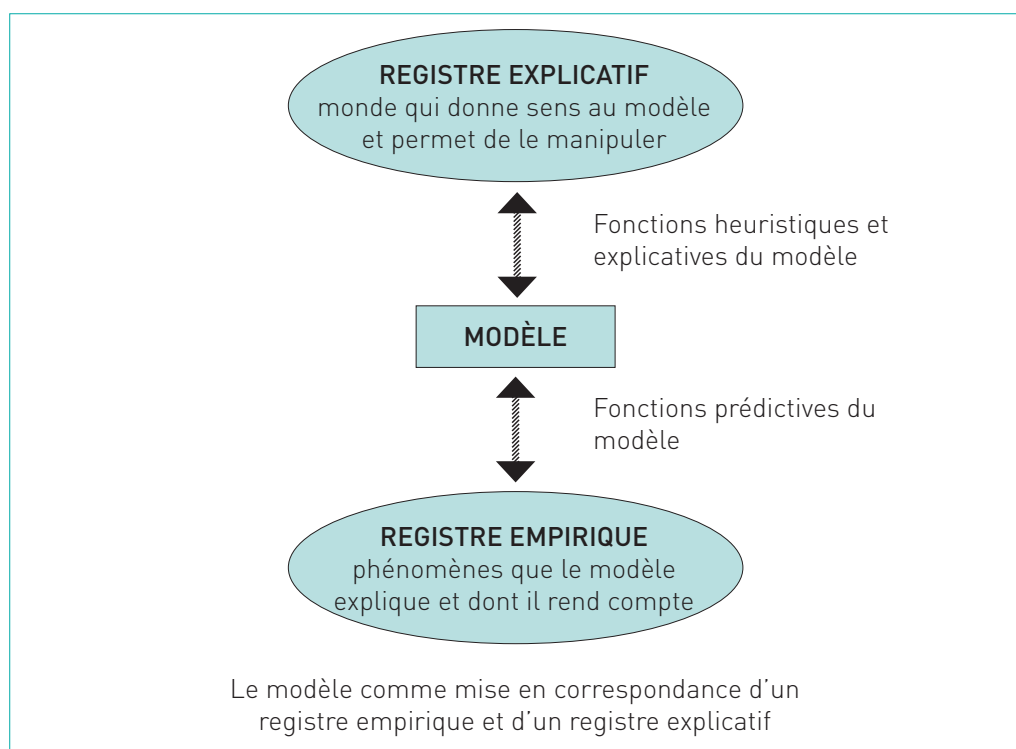 REGISTRE EXPLICATIF
monde qui donne sens au modèle
et permet de le manipuler
Fonctions heuristiques et
explicatives du modèle
MODÈLE
Fonctions prédictives du
modèle
REGISTRE EMPIRIQUE
phénomènes que le modèle
explique et dont il rend compte
Le modèle comme mise en correspondance d’un
registre empirique et d’un registre explicatif